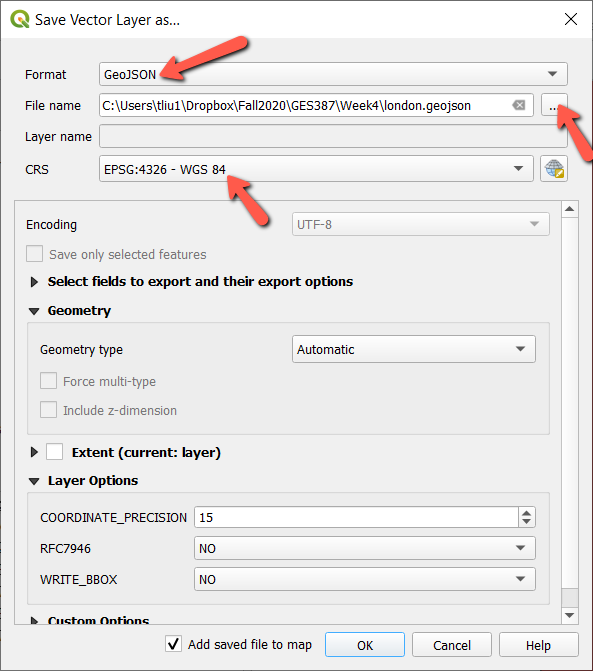 Save Vector Layer as...
Format GeoJSON
File name C:\Users\tliu1\Dropbox\Fall2020\GES387\Week4\london.geojson ...
Layer name
CRS EPSG:4326 - WGS 84
Encoding UTF-8
Save only selected features
Select fields to export and their export options
Geometry
Geometry type Automatic
Force multi-type
Include z-dimension
Extent (current: layer)
Layer Options
COORDINATE_PRECISION 15
RFC7946 NO
WRITE_BBOX NO
Custom Options
Add saved file to map OK Cancel Help